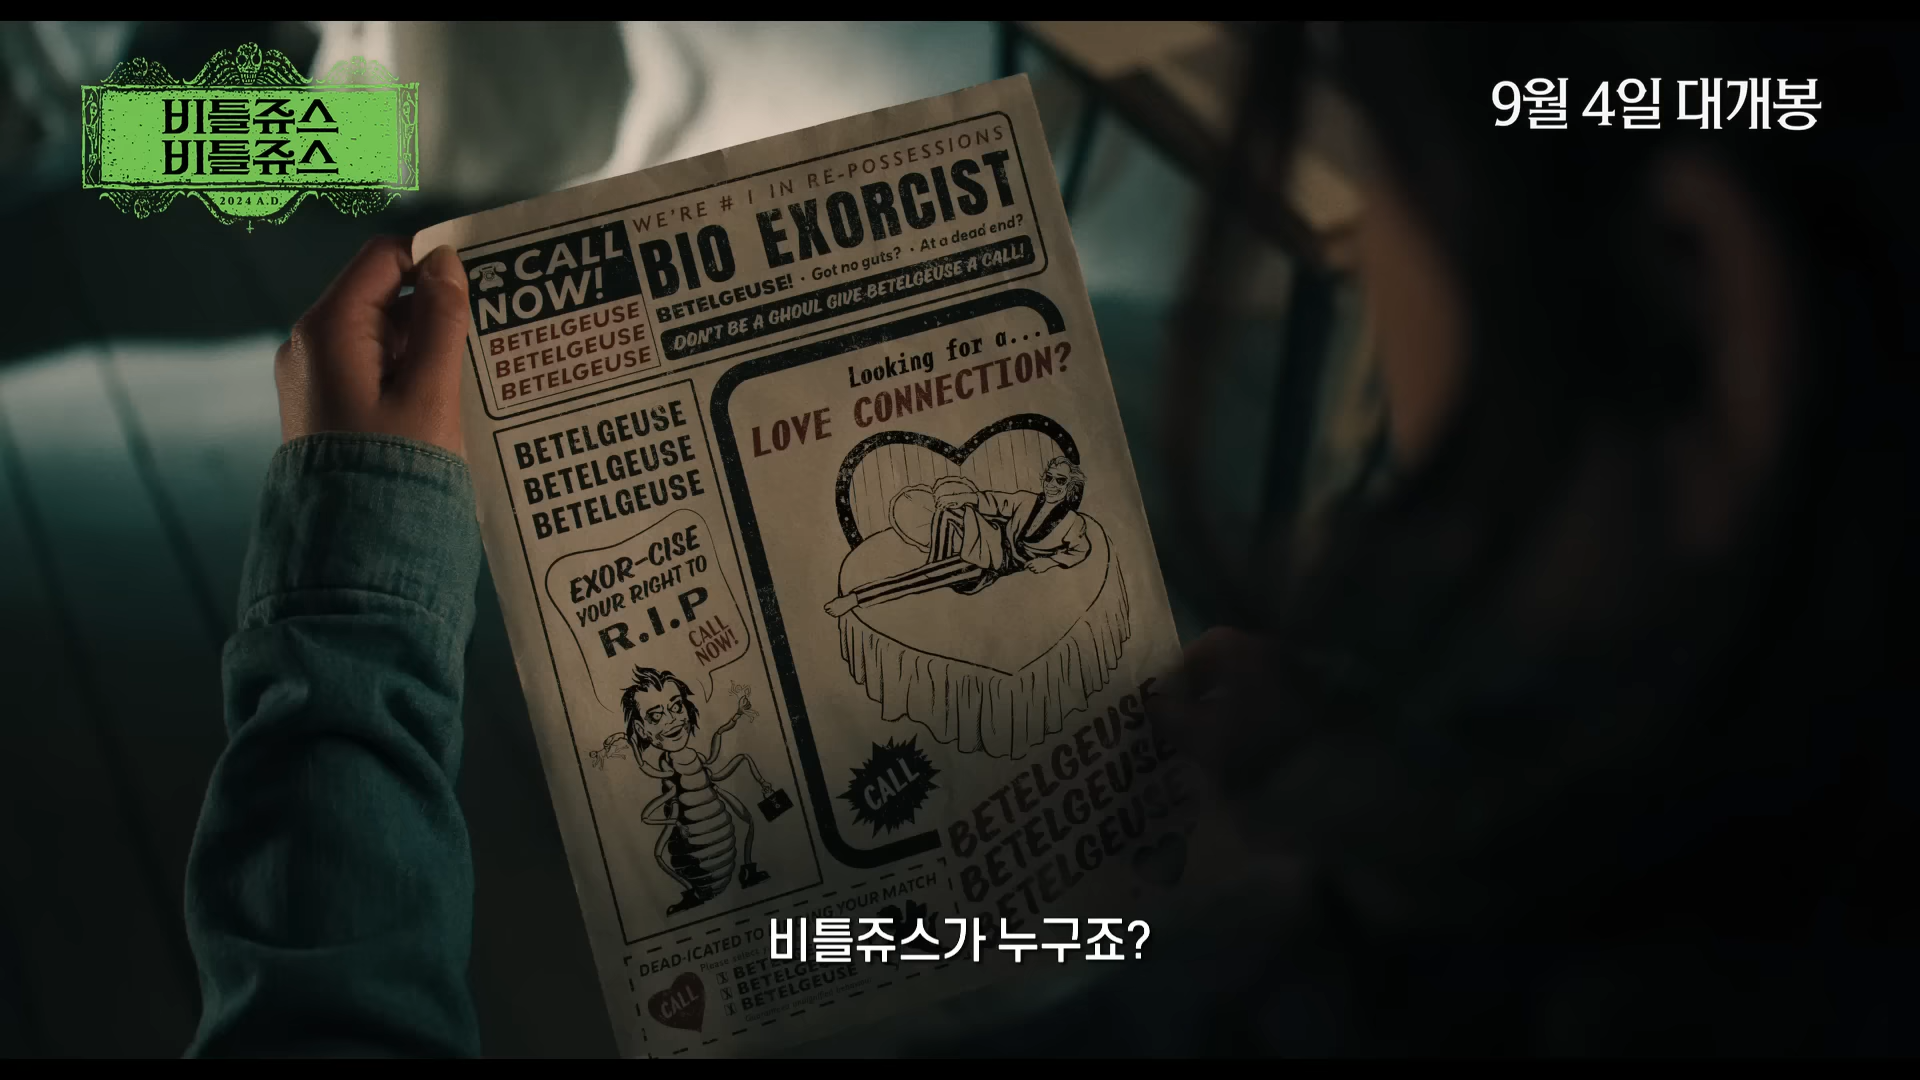 비틀쥬스
비틀쥬스
2024 A.D.
9월 4일 대개봉
WE'RE # 1 IN RE-POSSESSIONS
CALL
NOW!
BIO EXORCIST
BETELGEUSE! · Got no guts? · At a dead end?
DON'T BE A GHOUL GIVE BETELGEUSE A CALL!
BETELGEUSE
BETELGEUSE
BETELGEUSE
BETELGEUSE
BETELGEUSE
BETELGEUSE
EXOR-CISE
YOUR RIGHT TO
R.I.P
CALL
NOW!
Looking for a...
LOVE CONNECTION?
CALL
BETELGEUSE
BETELGEUSE
BETELGEUSE
DEAD-ICATED TO
YOUR MATCH
Please select
CALL
BETELGEUSE
BETELGEUSE
BETELGEUSE
비틀쥬스가 누구죠?